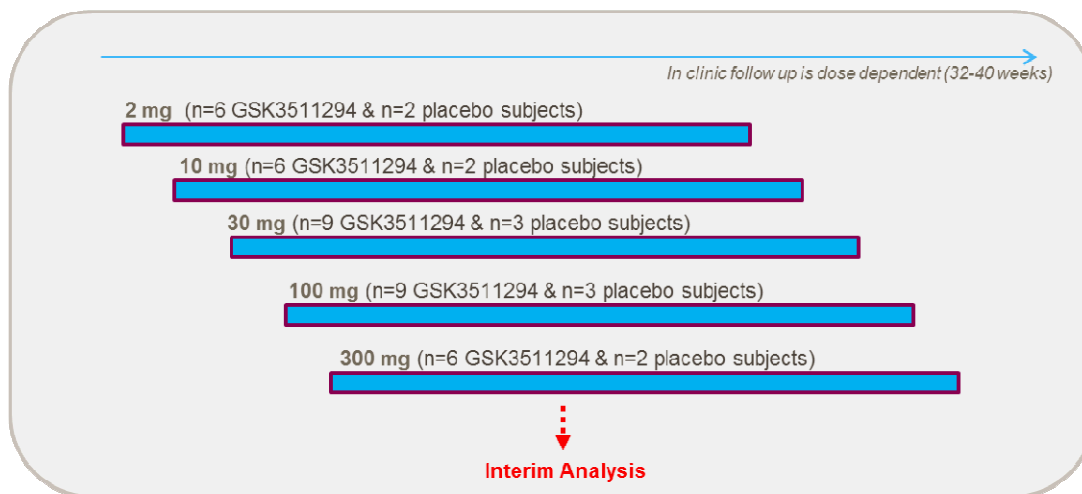 In clinic follow up is dose dependent (32-40 weeks)
2 mg (n=6 GSK3511294 & n=2 placebo subjects)
10 mg (n=6 GSK3511294 & n=2 placebo subjects)
30 mg (n=9 GSK3511294 & n=3 placebo subjects)
100 mg (n=9 GSK3511294 & n=3 placebo subjects)
300 mg (n=6 GSK3511294 & n=2 placebo subjects)
Interim Analysis